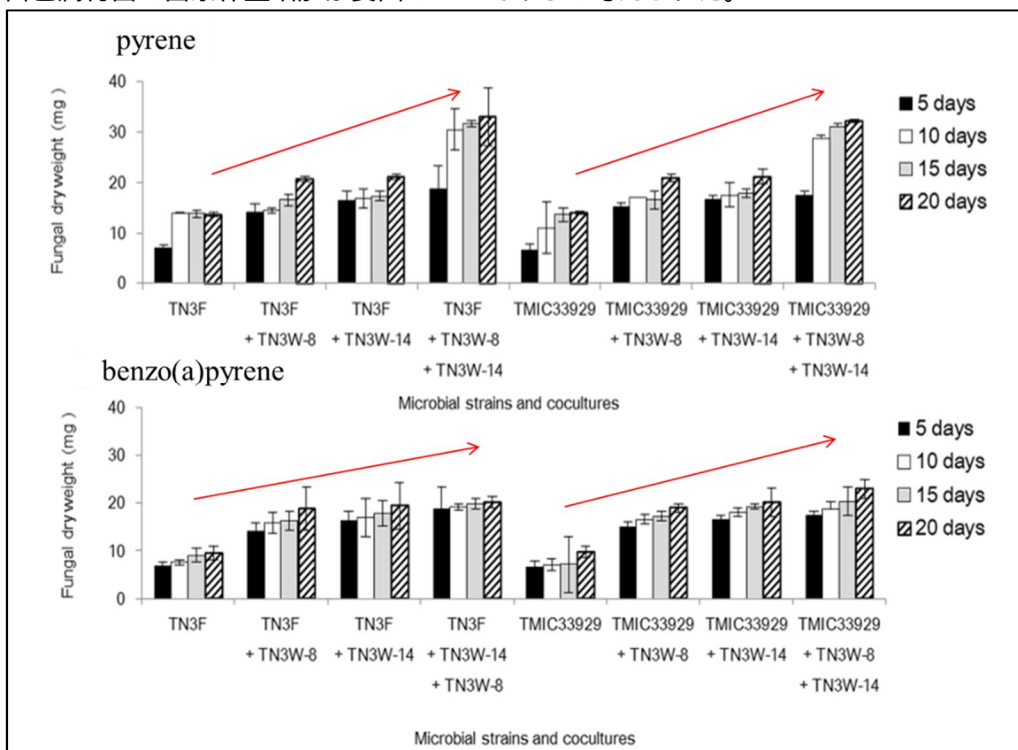 pyrene
Fungal dryweight (mg)
40
30
20
10
0
5 days
10 days
15 days
20 days
TN3F TN3F TN3F TN3F TMIC33929 TMIC33929 TMIC33929 TMIC33929
+ TN3W-8 + TN3W-14 + TN3W-8 + TN3W-8 + TN3W-14 + TN3W-8
+ TN3W-14 + TN3W-14
Microbial strains and cocultures
benzo(a)pyrene
Fungal dryweight (mg)
40
30
20
10
0
5 days
10 days
15 days
20 days
TN3F TN3F TN3F TN3F TMIC33929 TMIC33929 TMIC33929 TMIC33929
+ TN3W-8 + TN3W-14 + TN3W-14 + TN3W-8 + TN3W-14 + TN3W-8
+ TN3W-8 + TN3W-14
Microbial strains and cocultures